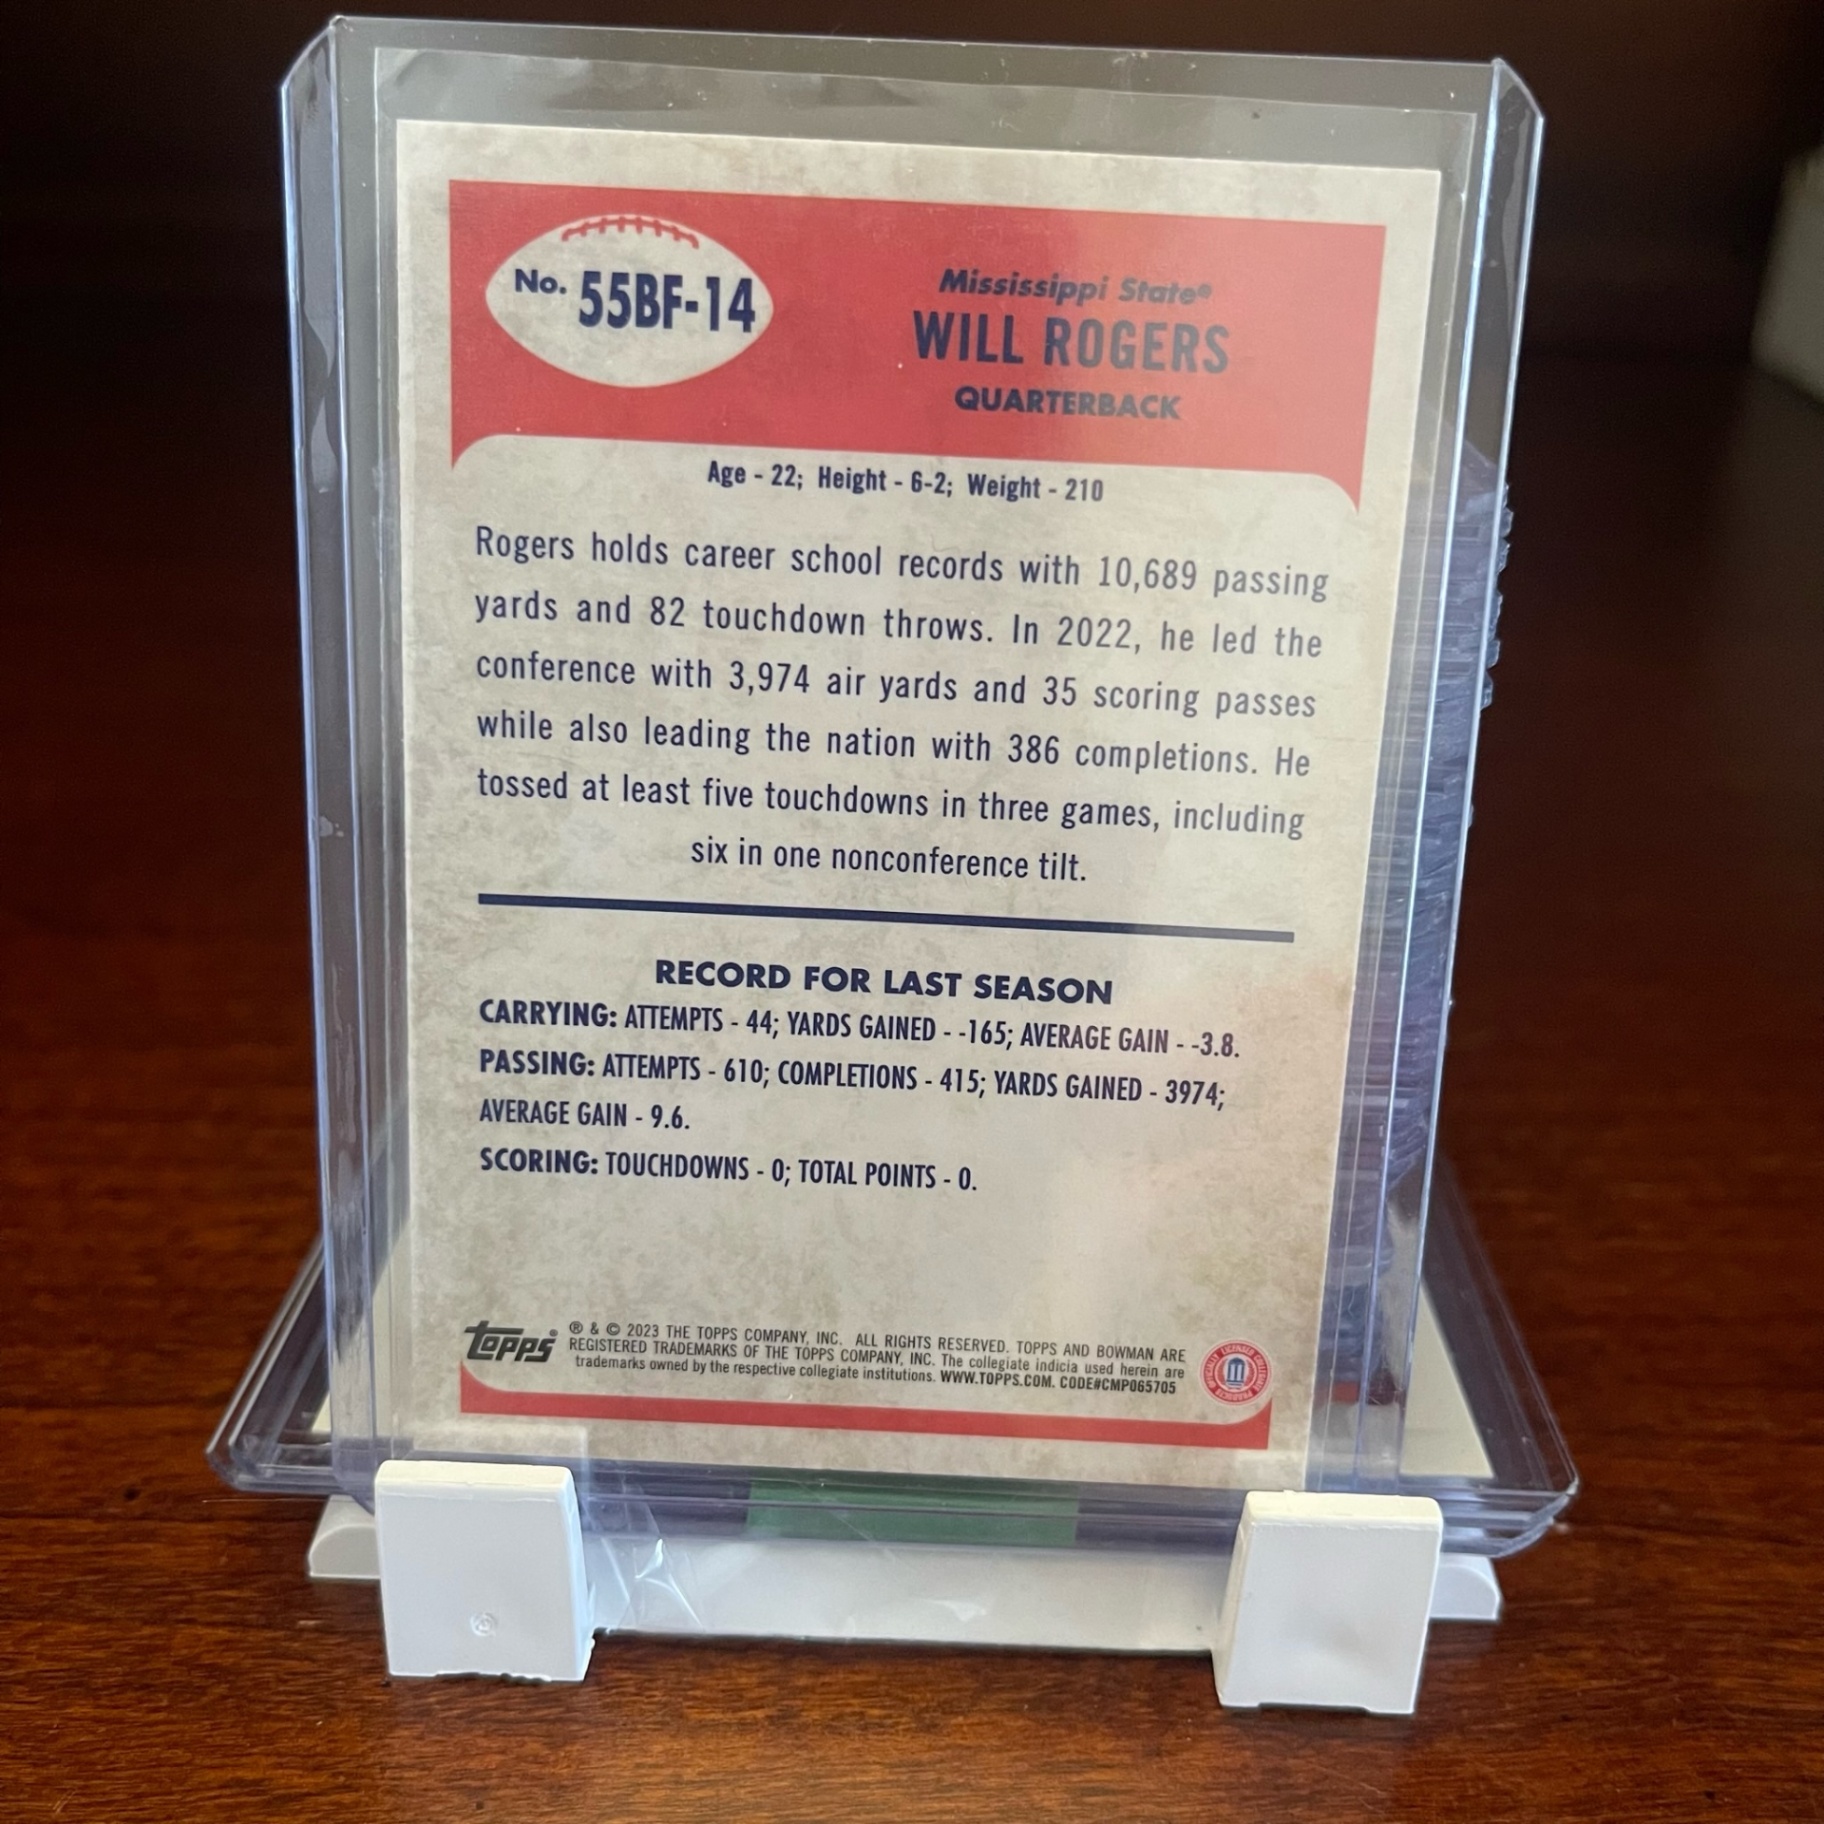 No. 55BF-14
Mississippi State®
WILL ROGERS
QUARTERBACK
Age - 22; Height - 6-2; Weight - 210
Rogers holds career school records with 10,689 passing
yards and 82 touchdown throws. In 2022, he led the
conference with 3,974 air yards and 35 scoring passes
while also leading the nation with 386 completions. He
tossed at least five touchdowns in three games, including
six in one nonconference tilt.
RECORD FOR LAST SEASON
CARRYING: ATTEMPTS - 44; YARDS GAINED - -165; AVERAGE GAIN - -3.8.
PASSING: ATTEMPTS - 610; COMPLETIONS - 415; YARDS GAINED - 3974;
AVERAGE GAIN - 9.6.
SCORING: TOUCHDOWNS - 0; TOTAL POINTS - 0.
topps®
® & © 2023 THE TOPPS COMPANY, INC. ALL RIGHTS RESERVED. TOPPS AND BOWMAN ARE
REGISTERED TRADEMARKS OF THE TOPPS COMPANY, INC. The collegiate indicia used herein are
trademarks owned by the respective collegiate institutions. WWW.TOPPS.COM. CODE#CMP065705
OFFICIALLY LICENSED COLLEGIATE PRODUCTS